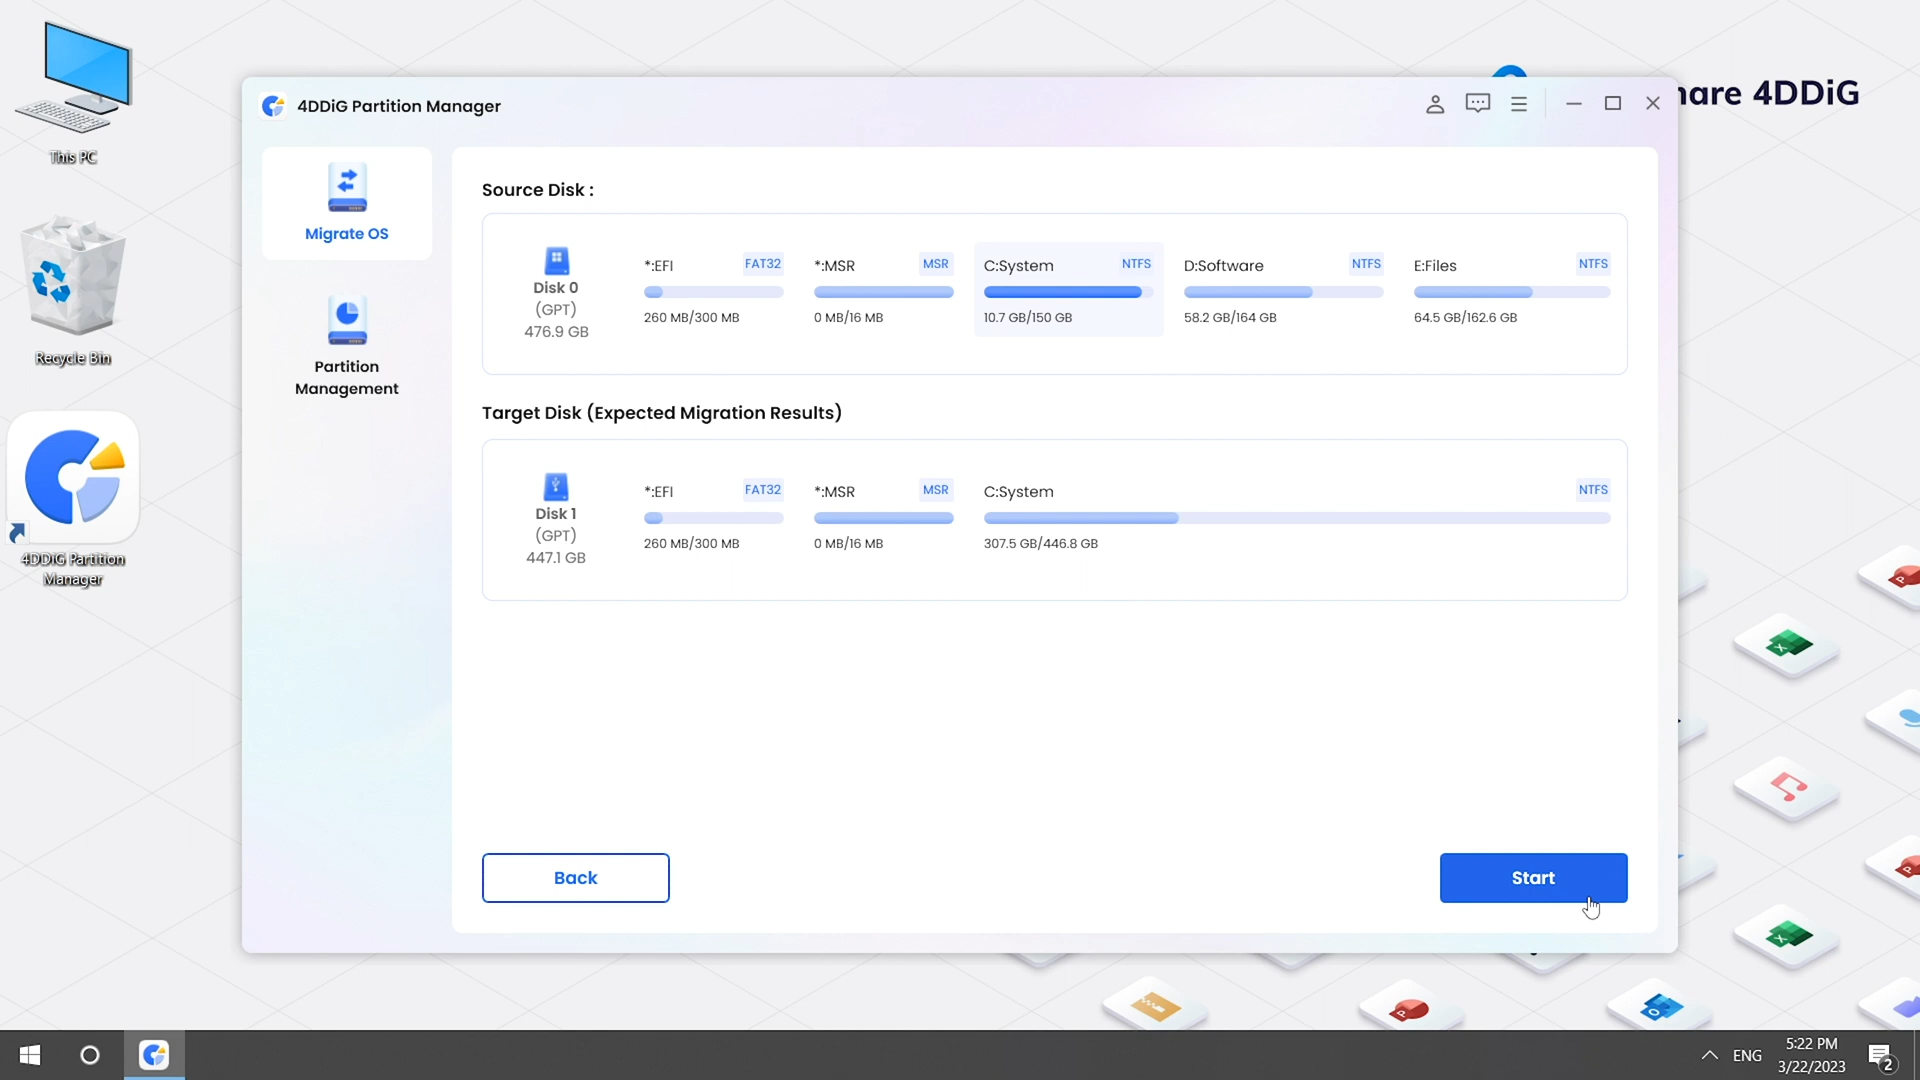 This PC
Recycle Bin
4DDiG Partition
Manager
hare 4DDiG
4DDiG Partition Manager
Migrate OS
Partition
Management
Source Disk :
Disk 0
(GPT)
476.9 GB
*:EFI FAT32
260 MB/300 MB
*:MSR MSR
0 MB/16 MB
C:System NTFS
10.7 GB/150 GB
D:Software NTFS
58.2 GB/164 GB
E:Files NTFS
64.5 GB/162.6 GB
Target Disk (Expected Migration Results)
Disk 1
(GPT)
447.1 GB
*:EFI FAT32
260 MB/300 MB
*:MSR MSR
0 MB/16 MB
C:System NTFS
307.5 GB/446.8 GB
Back
Start
ENG
5:22 PM
3/22/2023
2